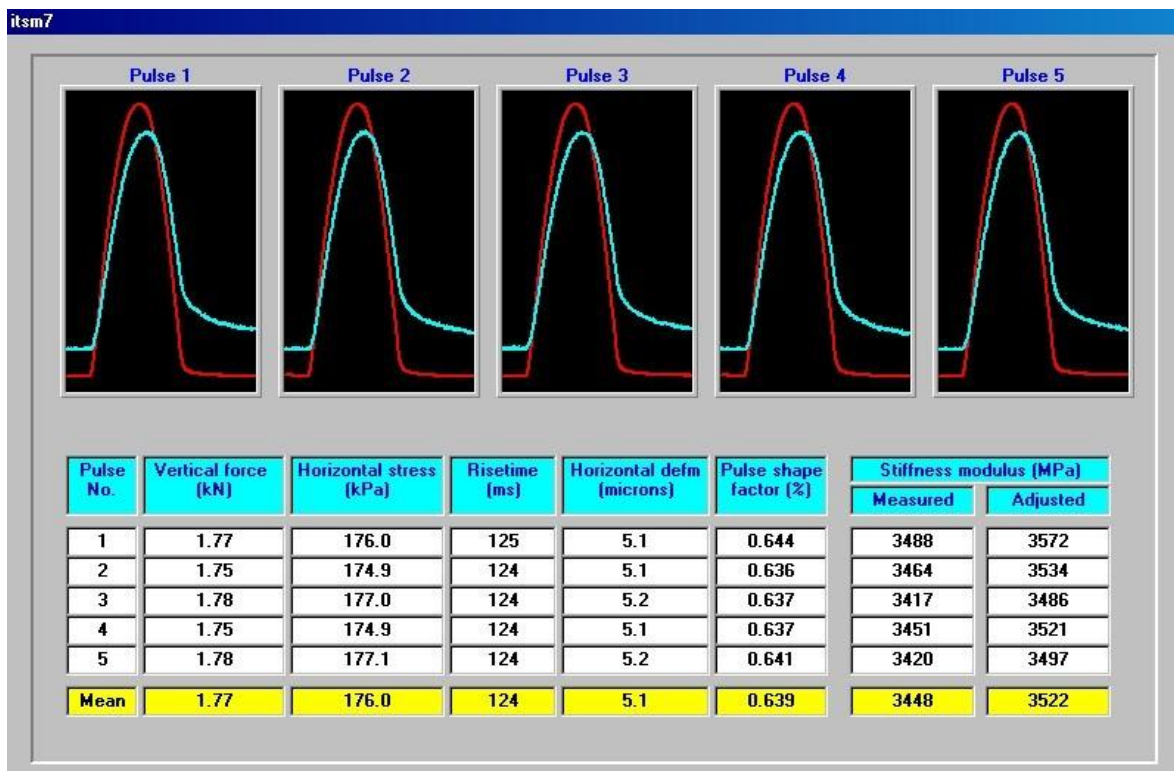 itsm7
Pulse 1 Pulse 2 Pulse 3 Pulse 4 Pulse 5
Pulse No. Vertical force (kN) Horizontal stress (kPa) Risetime (ms) Horizontal defm (microns) Pulse shape factor (%) Stiffness modulus (MPa)
Measured Adjusted
1 1.77 176.0 125 5.1 0.644 3488 3572
2 1.75 174.9 124 5.1 0.636 3464 3534
3 1.78 177.0 124 5.2 0.637 3417 3486
4 1.75 174.9 124 5.1 0.637 3451 3521
5 1.78 177.1 124 5.2 0.641 3420 3497
Mean 1.77 176.0 124 5.1 0.639 3448 3522